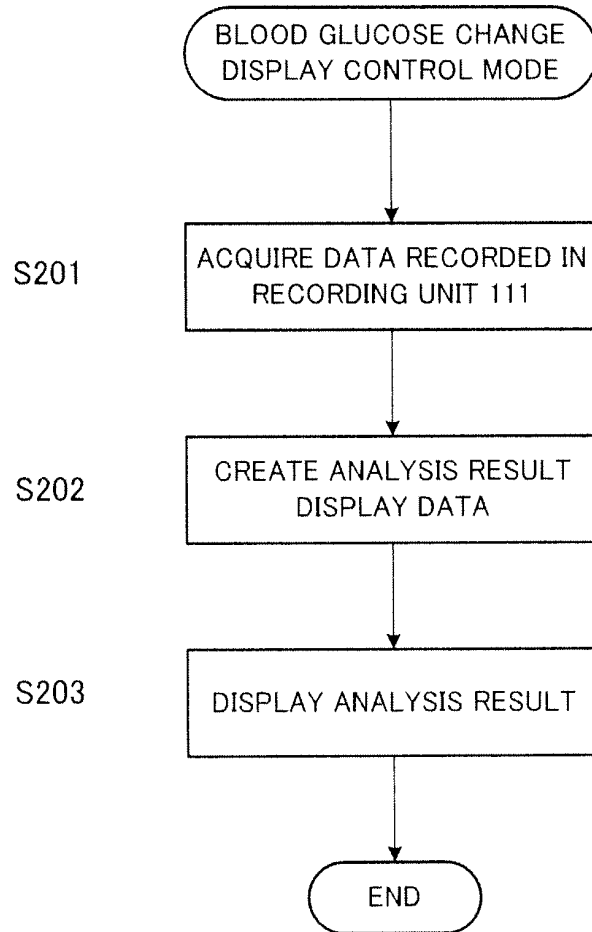 BLOOD GLUCOSE CHANGE
DISPLAY CONTROL MODE
S201
ACQUIRE DATA RECORDED IN
RECORDING UNIT 111
S202
CREATE ANALYSIS RESULT
DISPLAY DATA
S203
DISPLAY ANALYSIS RESULT
END